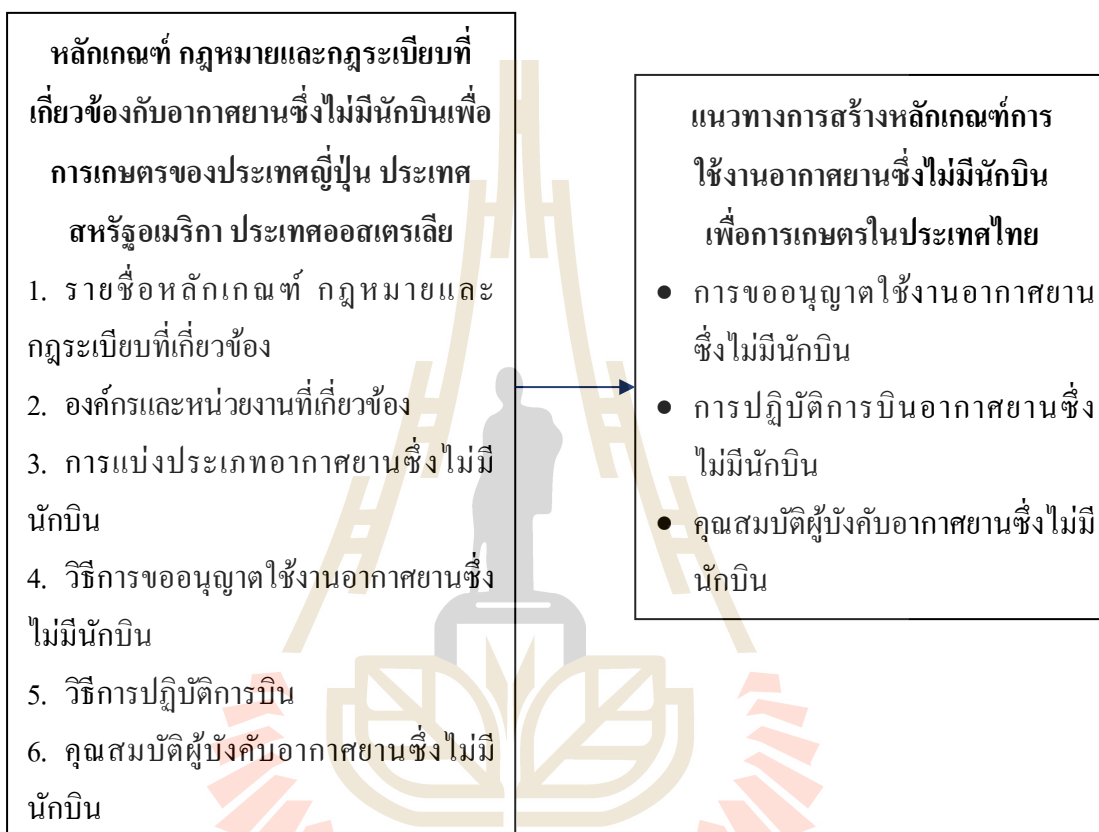 หลักเกณฑ์ กฎหมายและกฎระเบียบที่
เกี่ยวข้องกับอากาศยานซึ่งไม่มีนักบินเพื่อ
การเกษตรของประเทศญี่ปุ่น ประเทศ
สหรัฐอเมริกา ประเทศออสเตรเลีย
1. รายชื่อหลักเกณฑ์ กฎหมายและ
กฎระเบียบที่เกี่ยวข้อง
2. องค์กรและหน่วยงานที่เกี่ยวข้อง
3. การแบ่งประเภทอากาศยานซึ่งไม่มี
นักบิน
4. วิธีการขออนุญาตใช้งานอากาศยานซึ่ง
ไม่มีนักบิน
5. วิธีการปฏิบัติการบิน
6. คุณสมบัติผู้บังคับอากาศยานซึ่งไม่มี
นักบิน
แนวทางการสร้างหลักเกณฑ์การ
ใช้งานอากาศยานซึ่งไม่มีนักบิน
เพื่อการเกษตรในประเทศไทย
● การขออนุญาตใช้งานอากาศยาน
ซึ่งไม่มีนักบิน
● การปฏิบัติการบินอากาศยานซึ่ง
ไม่มีนักบิน
● คุณสมบัติผู้บังคับอากาศยานซึ่งไม่มี
นักบิน